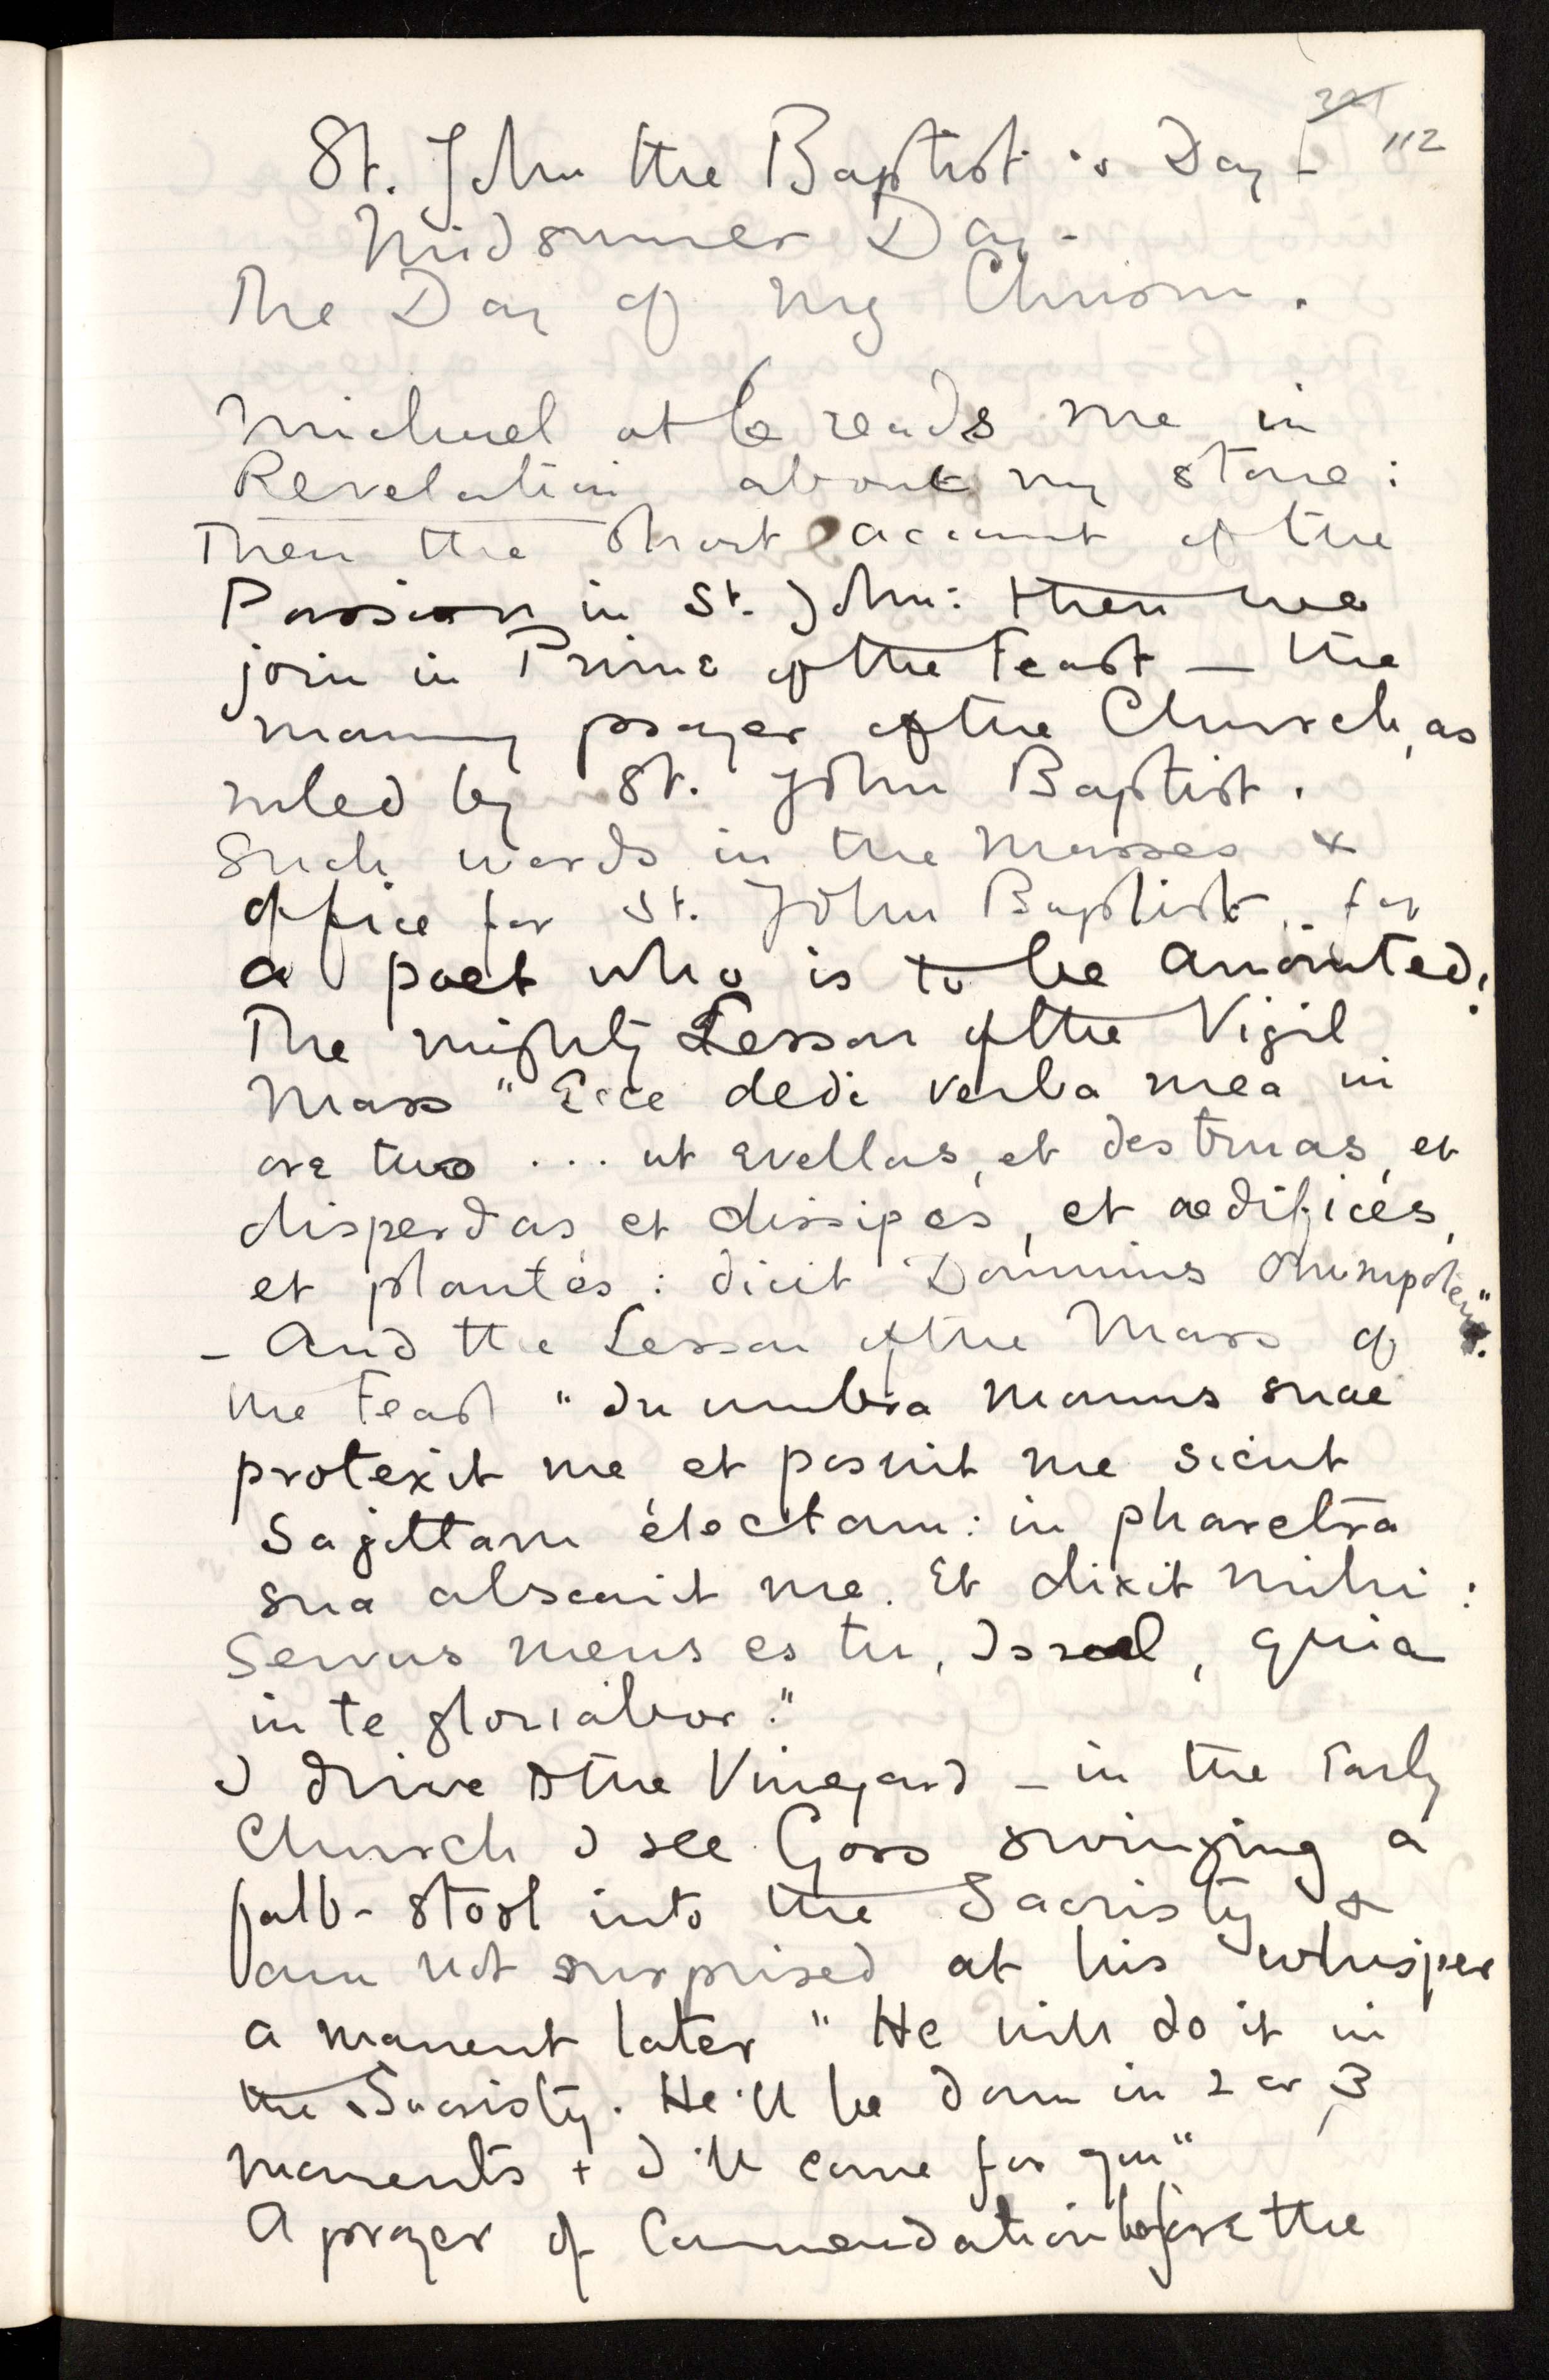 112
St. John the Baptist's Day –
Midsummer Day –
The Day of my Chrism.
Michael at 6 reads me in
Revelation about my stone:
Then the short account of the
Passion in St. John: then we
join in Prime of the Feast — the
morning prayer of the Church, as
ruled by St. John Baptist.
Such words in the Masses &
Office for St. John Baptist, for
a poet who is to be anointed!
The mighty Lesson of the Vigil
Mass "Ecce dedi verba mea in
ore tuo ... ut evellas, et destruas, et
disperdas et dissipes, et aedifices,
et plantes: dicit Dominus Omnipotens".
– And the Lesson of the Mass of
the Feast "In umbra manus suae
protexit me et posuit me sicut
Sagittam électam: in pharetra
sua abscondit me. Et dixit mihi:
Servus meus es tu, Israel, quia
in te gloriabor."
I drive to the Vineyard – in the Early
Church I see Goss swinging a
fald-stool into the Sacristy &
am not surprised at his whisper
a moment later "He will do it in
the Sacristy. He'll be down in 2 or 3
moments + I'll come for you"
A prayer of Commendation before the